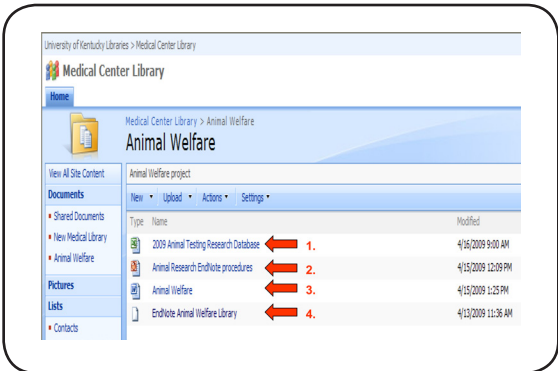 University of Kentucky Libraries > Medical Center Library
Medical Center Library
Home
Medical Center Library > Animal Welfare
Animal Welfare
View All Site Content
Animal Welfare project
Documents
New Upload Actions Settings
Shared Documents
New Medical Library
Animal Welfare
Type Name Modified
2009 Animal Testing Research Database 1. 4/16/2009 9:00 AM
Animal Research EndNote procedures 2. 4/15/2009 12:09 PM
Animal Welfare 3. 4/15/2009 1:25 PM
EndNote Animal Welfare Library 4. 4/13/2009 11:36 AM
Pictures
Lists
Contacts